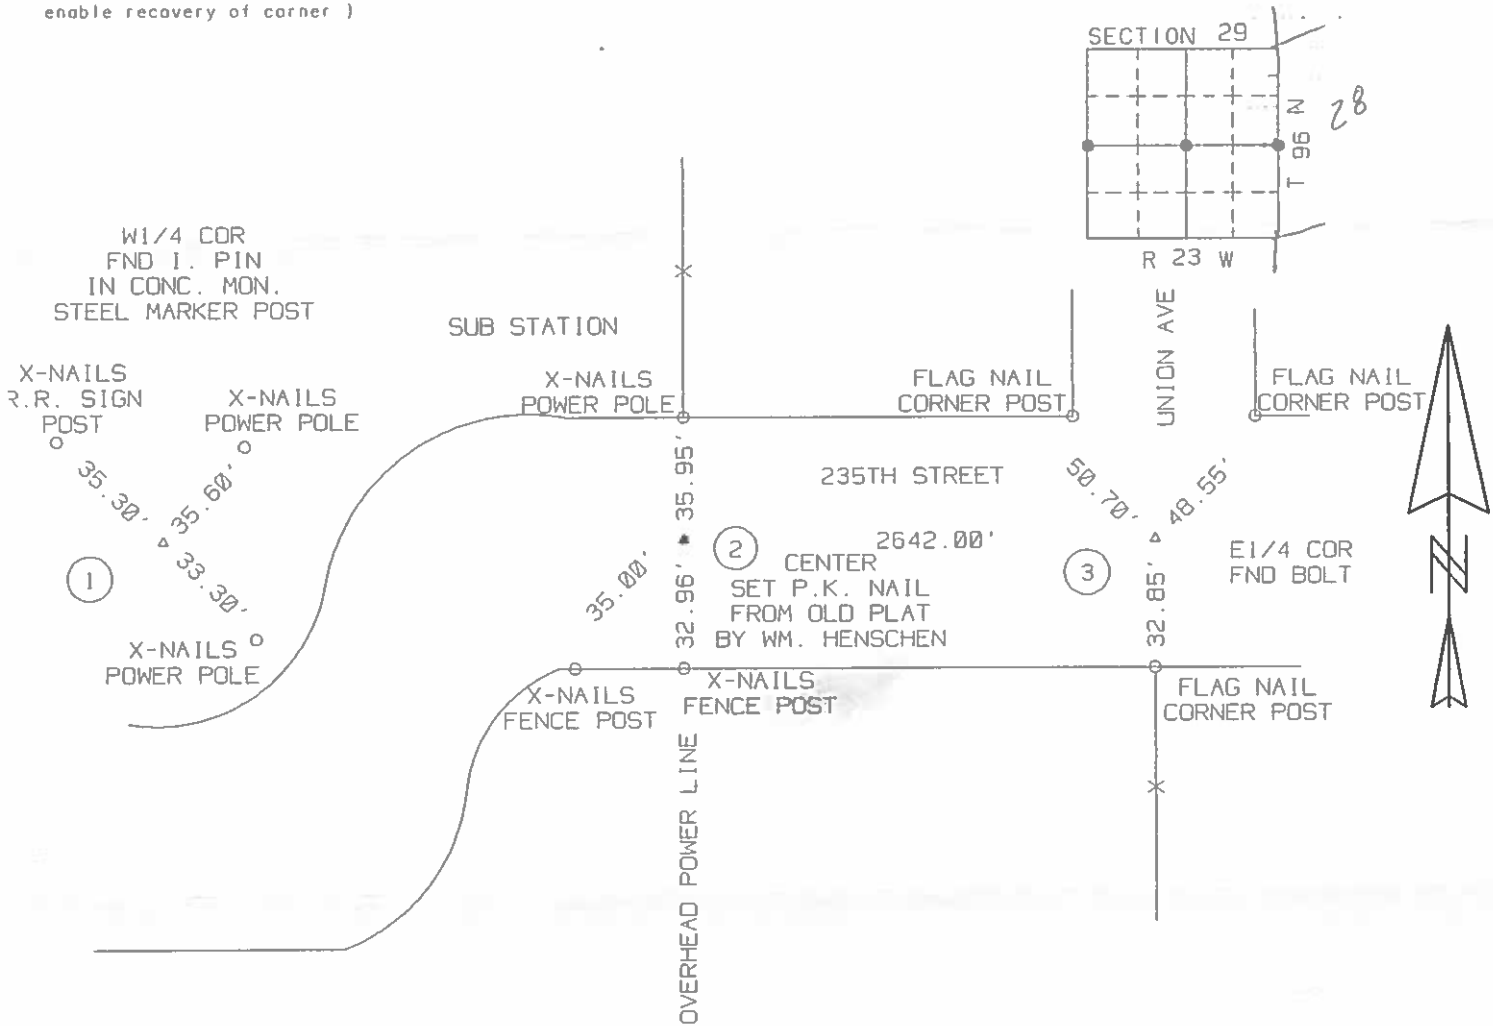 enable recovery of corner )
SECTION 29
T 96 N
28
R 23 W
W1/4 COR
FND I. PIN
IN CONC. MON.
STEEL MARKER POST
SUB STATION
UNION AVE
X-NAILS
R.R. SIGN
POST
X-NAILS
POWER POLE
X-NAILS
POWER POLE
FLAG NAIL
CORNER POST
FLAG NAIL
CORNER POST
35.30'
35.60'
33.30'
1
X-NAILS
POWER POLE
35.95'
235TH STREET
50.70'
48.55'
35.00'
32.96'
2
2642.00'
CENTER
SET P.K. NAIL
FROM OLD PLAT
BY WM. HENSCHEN
3
32.85'
E1/4 COR
FND BOLT
N
X-NAILS
FENCE POST
X-NAILS
FENCE POST
FLAG NAIL
CORNER POST
OVERHEAD POWER LINE